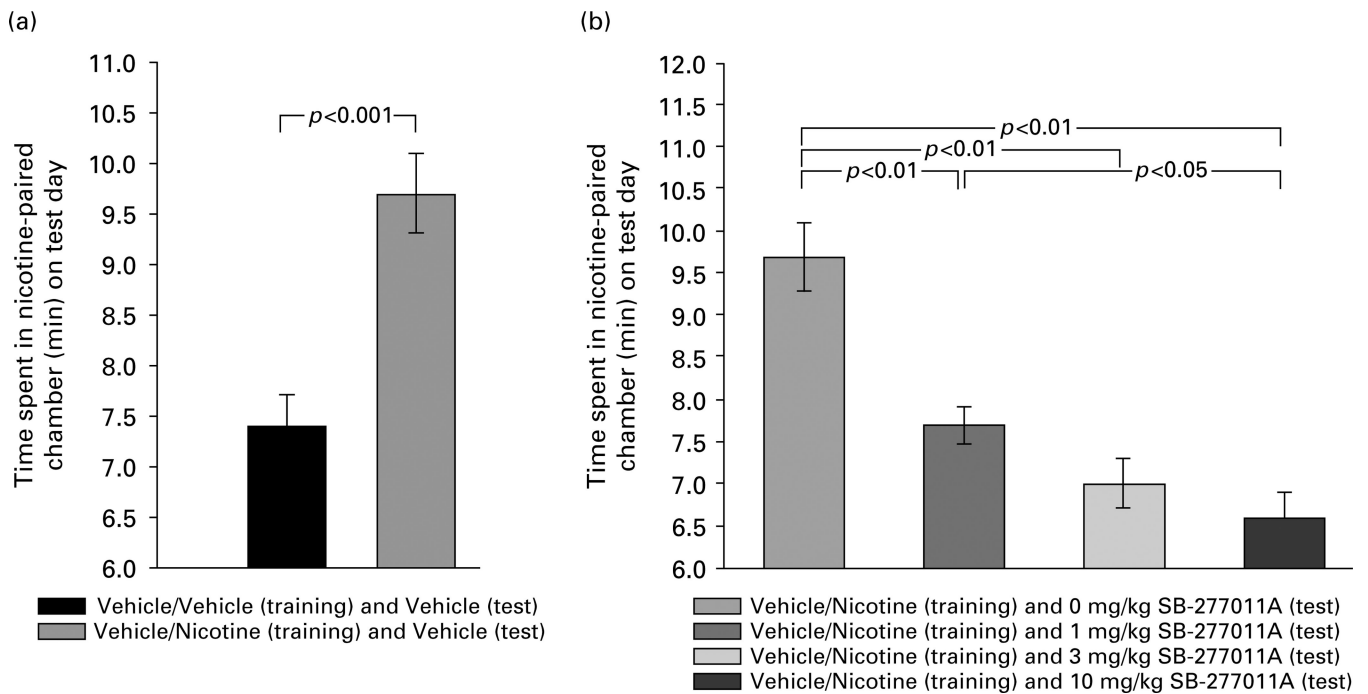 (a)
Time spent in nicotine-paired
chamber (min) on test day
11.0
10.5
10.0
9.5
9.0
8.5
8.0
7.5
7.0
6.5
6.0
p<0.001
Vehicle/Vehicle (training) and Vehicle (test)
Vehicle/Nicotine (training) and Vehicle (test)
(b)
Time spent in nicotine-paired
chamber (min) on test day
12.0
11.5
11.0
10.5
10.0
9.5
9.0
8.5
8.0
7.5
7.0
6.5
6.0
p<0.01
p<0.01
p<0.01
p<0.05
Vehicle/Nicotine (training) and 0 mg/kg SB-277011A (test)
Vehicle/Nicotine (training) and 1 mg/kg SB-277011A (test)
Vehicle/Nicotine (training) and 3 mg/kg SB-277011A (test)
Vehicle/Nicotine (training) and 10 mg/kg SB-277011A (test)